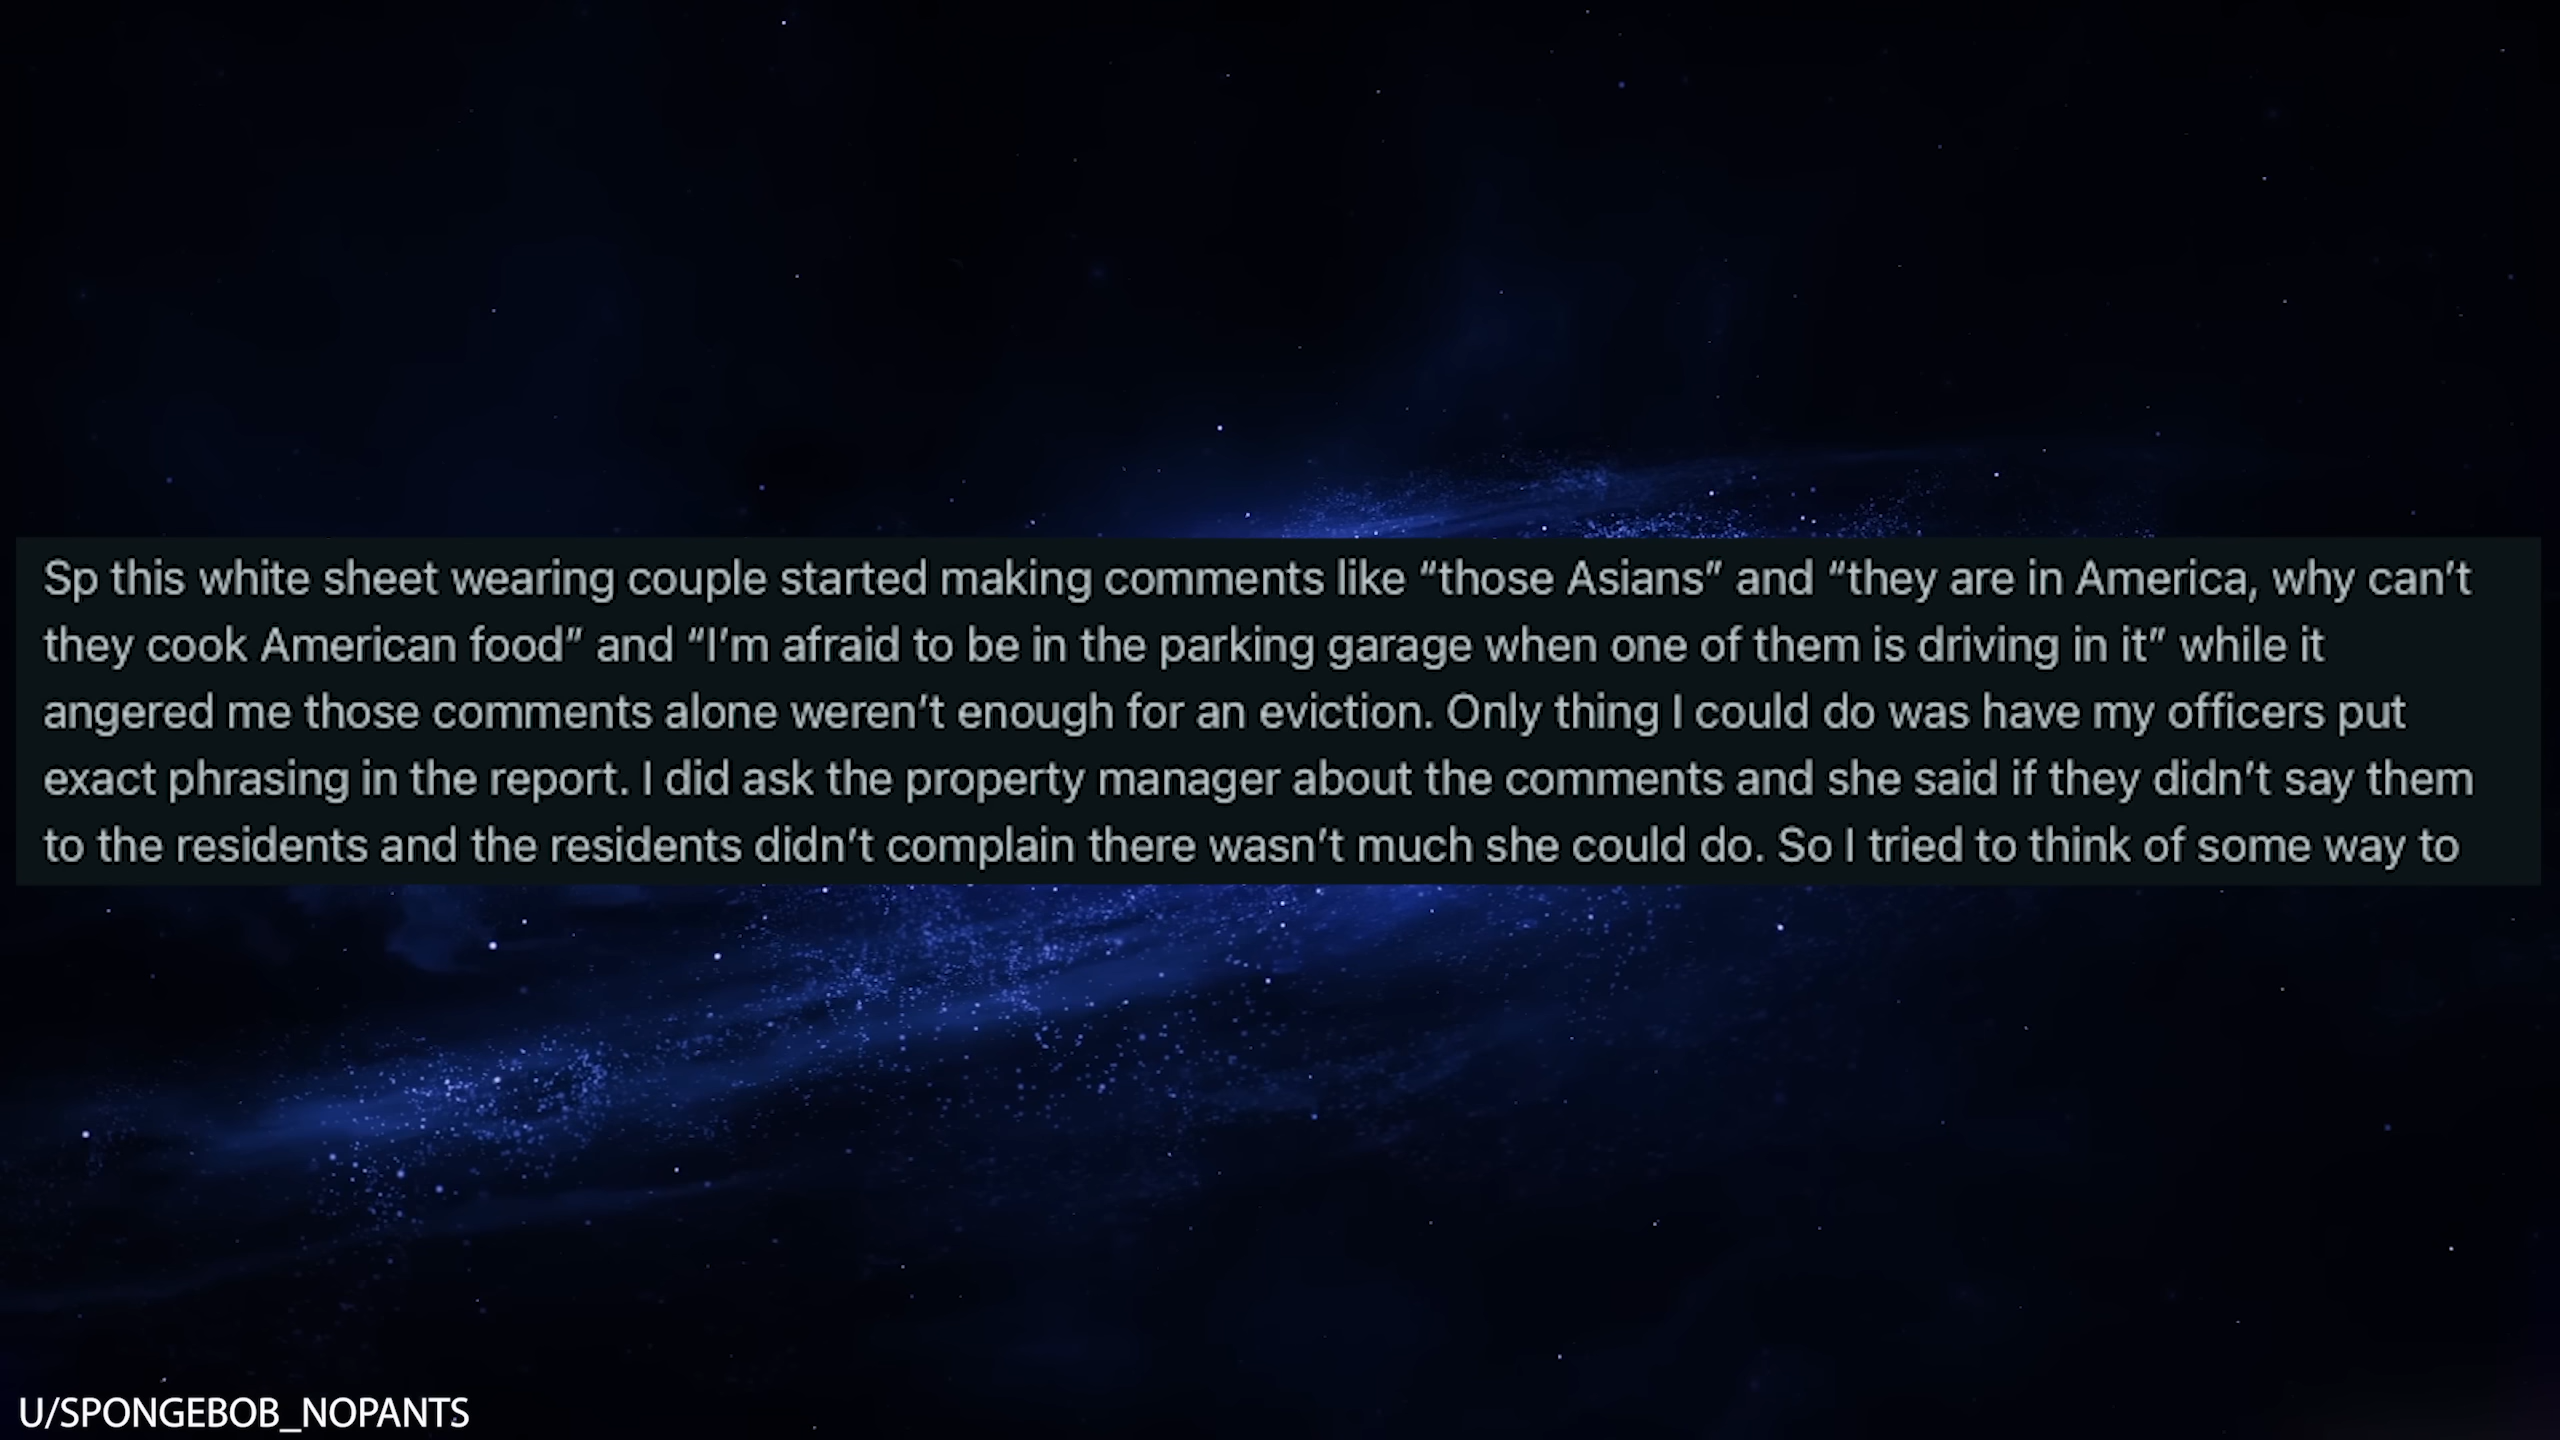 Sp this white sheet wearing couple started making comments like “those Asians” and “they are in America, why can’t
they cook American food” and “I’m afraid to be in the parking garage when one of them is driving in it” while it
angered me those comments alone weren’t enough for an eviction. Only thing I could do was have my officers put
exact phrasing in the report. I did ask the property manager about the comments and she said if they didn’t say them
to the residents and the residents didn’t complain there wasn’t much she could do. So I tried to think of some way to
U/SPONGEBOB_NOPANTS